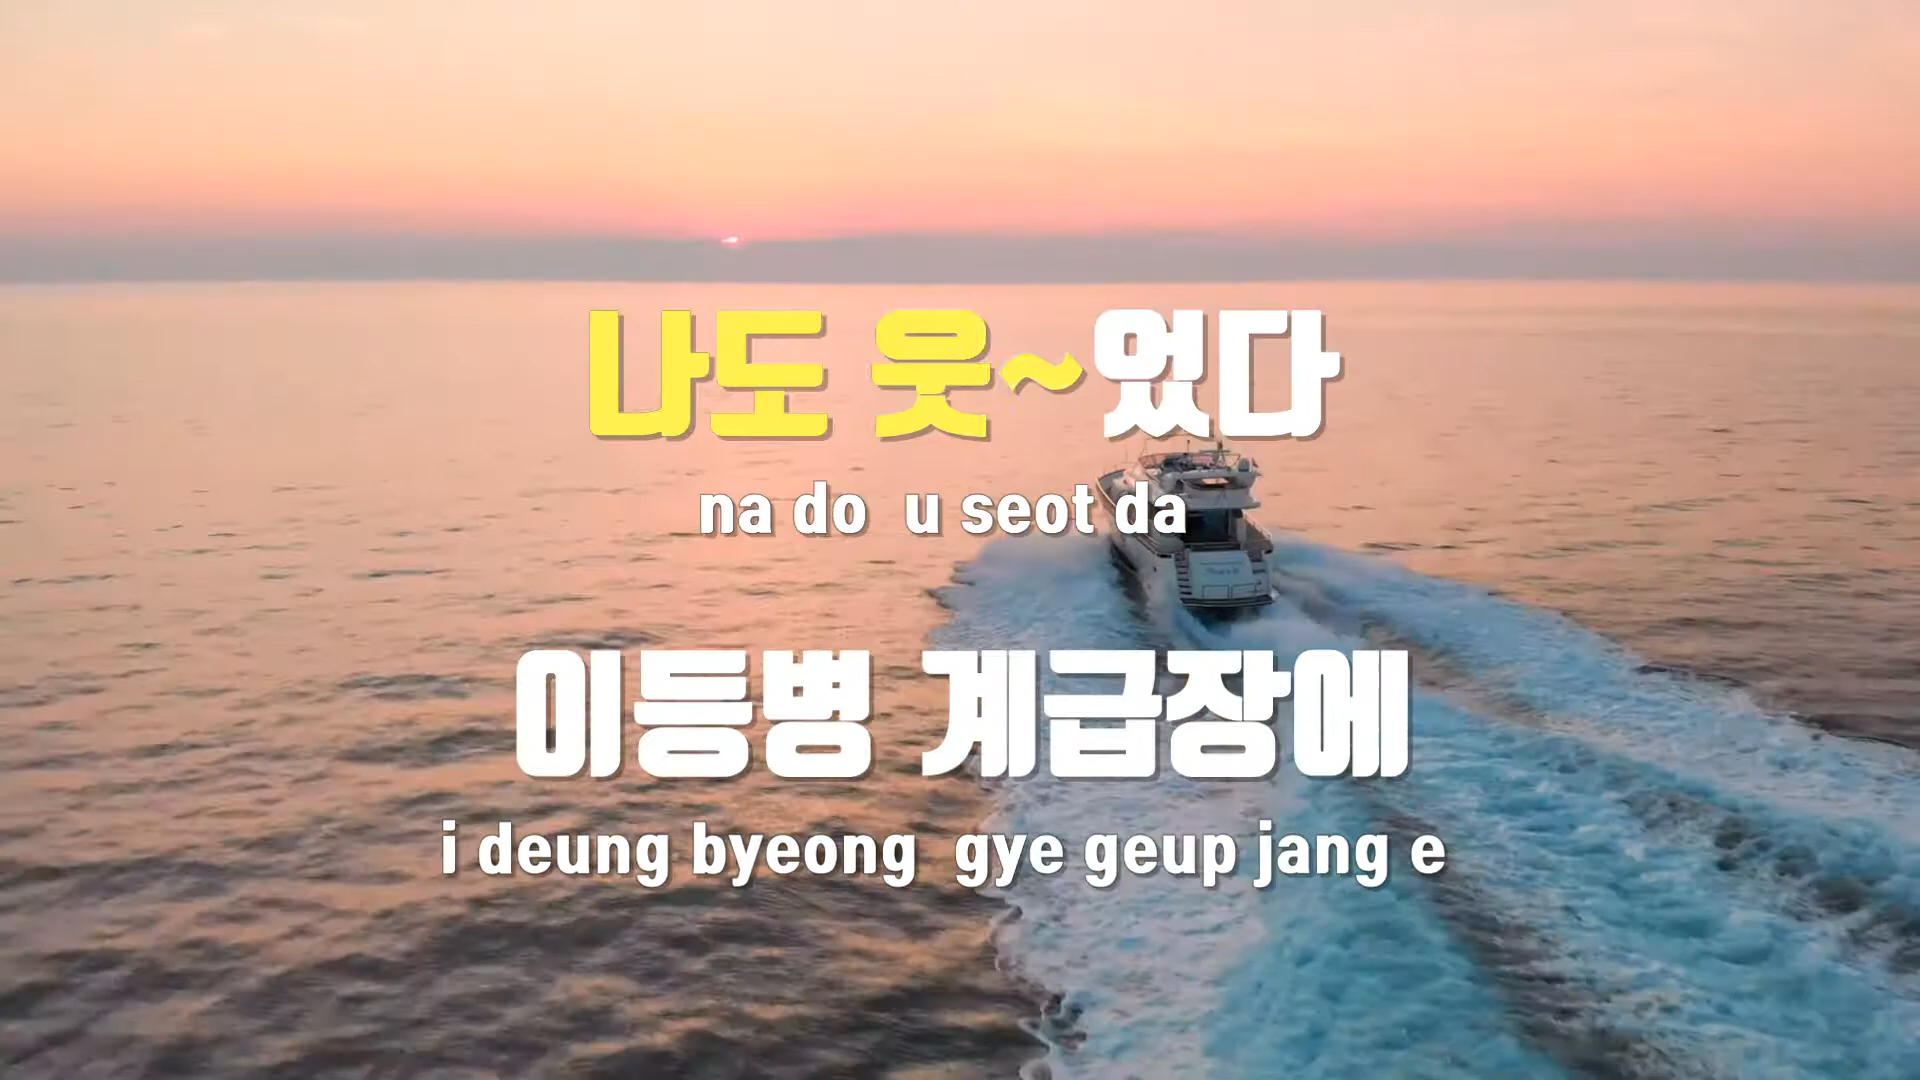 나도 웃~었다
na do u seot da
이등병 계급장에
i deung byeong gye geup jang e